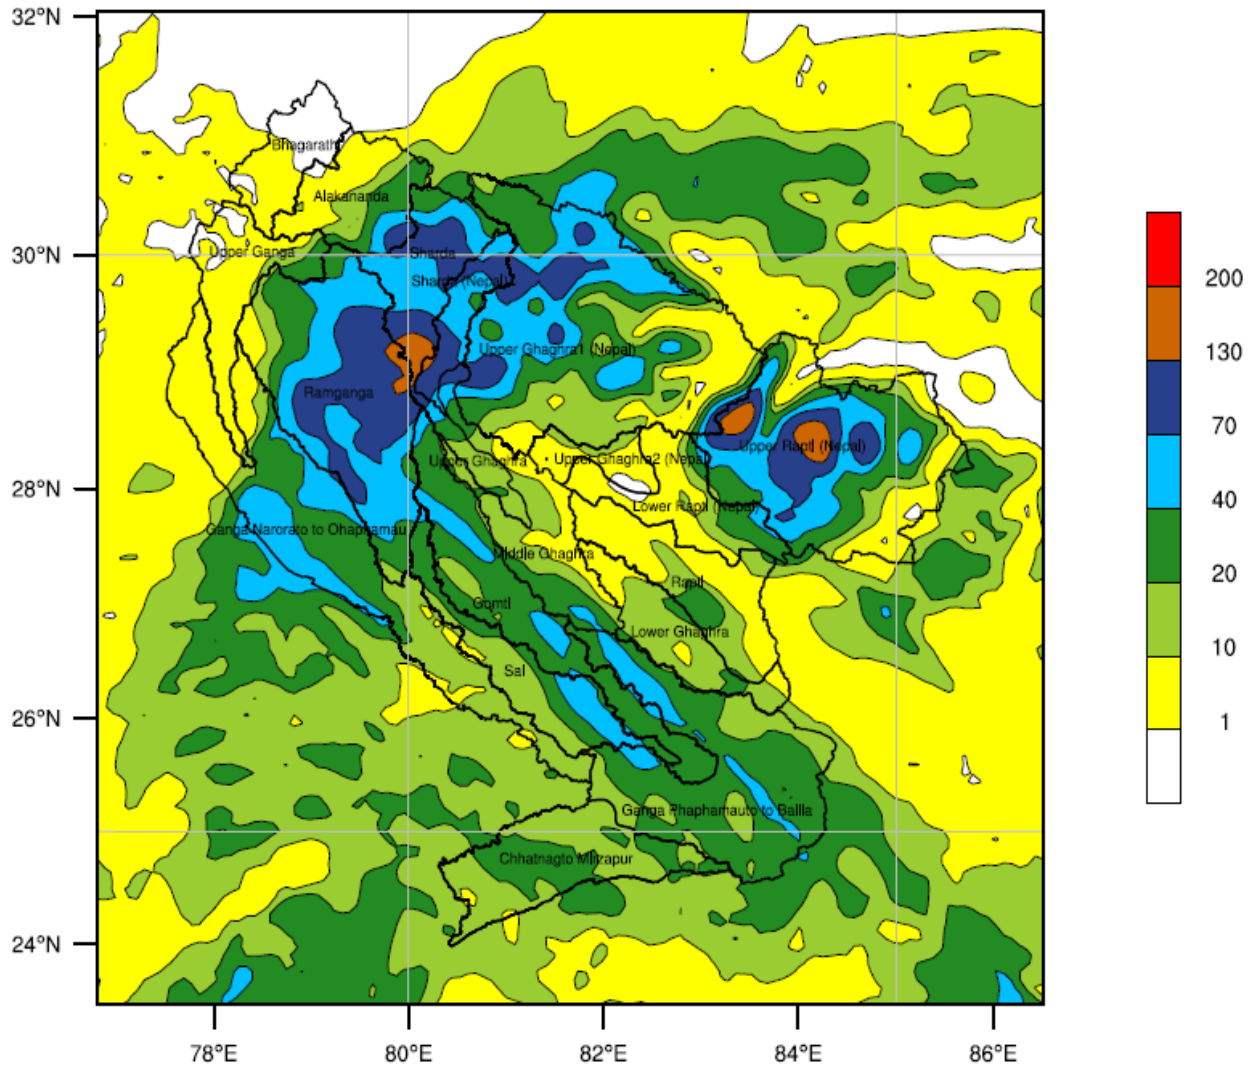 32°N
Bhagarath
Alakananda
Upper Ganga
Sharda
30°N
Sharda (Nepal)
Upper Ghaghra1 (Nepal)
Ramganga
Upper Rapti (Nepal)
Upper Ghaghra
Upper Ghaghra2 (Nepal)
28°N
Lower Rapti (Nepal)
Ganga Narorato to Ohaphamau
Middle Ghaghra
Rapti
Gomti
Lower Ghaghra
Sai
26°N
Ganga Phaphamauto to Ballia
Chhatnagto Mirzapur
24°N
78°E
80°E
82°E
84°E
86°E
200
130
70
40
20
10
1